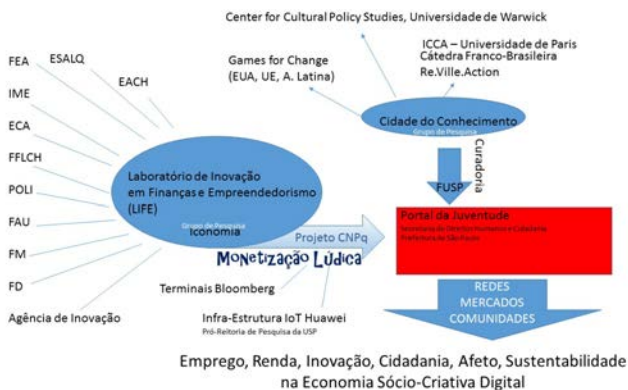 Center for Cultural Policy Studies, Universidade de Warwick
ICCA – Universidade de Paris
Cátedra Franco-Brasileira
Re.Ville.Action
Games for Change
(EUA, UE, A. Latina)
FEA
ESALQ
EACH
IME
ECA
FFLCH
POLI
FAU
FM
FD
Agência de Inovação
Cidade do Conhecimento
Grupo de Pesquisa
Curadoria
FUSP
Laboratório de Inovação
em Finanças e Empreendedorismo
(LIFE)
Grupo de Pesquisa
Iconomia
Projeto CNPq
Monetização Lúdica
Terminais Bloomberg
Infra-Estrutura IoT Huawei
Pró-Reitoria de Pesquisa da USP
Portal da Juventude
Secretaria de Direitos Humanos e Cidadania
Prefeitura de São Paulo
REDES
MERCADOS
COMUNIDADES
Emprego, Renda, Inovação, Cidadania, Afeto, Sustentabilidade
na Economia Sócio-Criativa Digital